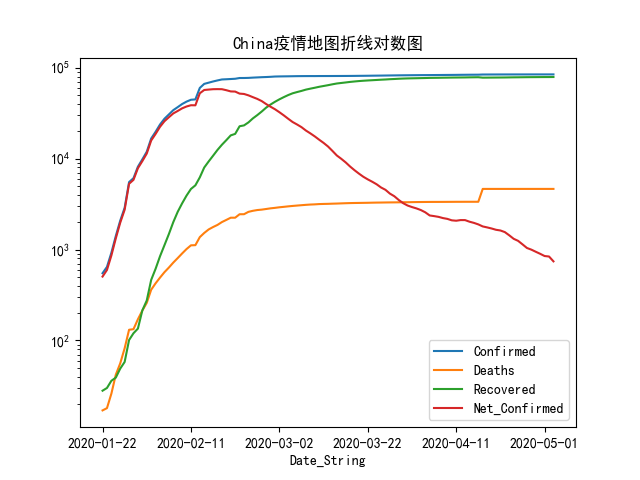 China疫情地图折线对数图
10^5
10^4
10^3
10^2
Confirmed
Deaths
Recovered
Net_Confirmed
2020-01-22 2020-02-11 2020-03-02 2020-03-22 2020-04-11 2020-05-01
Date_String